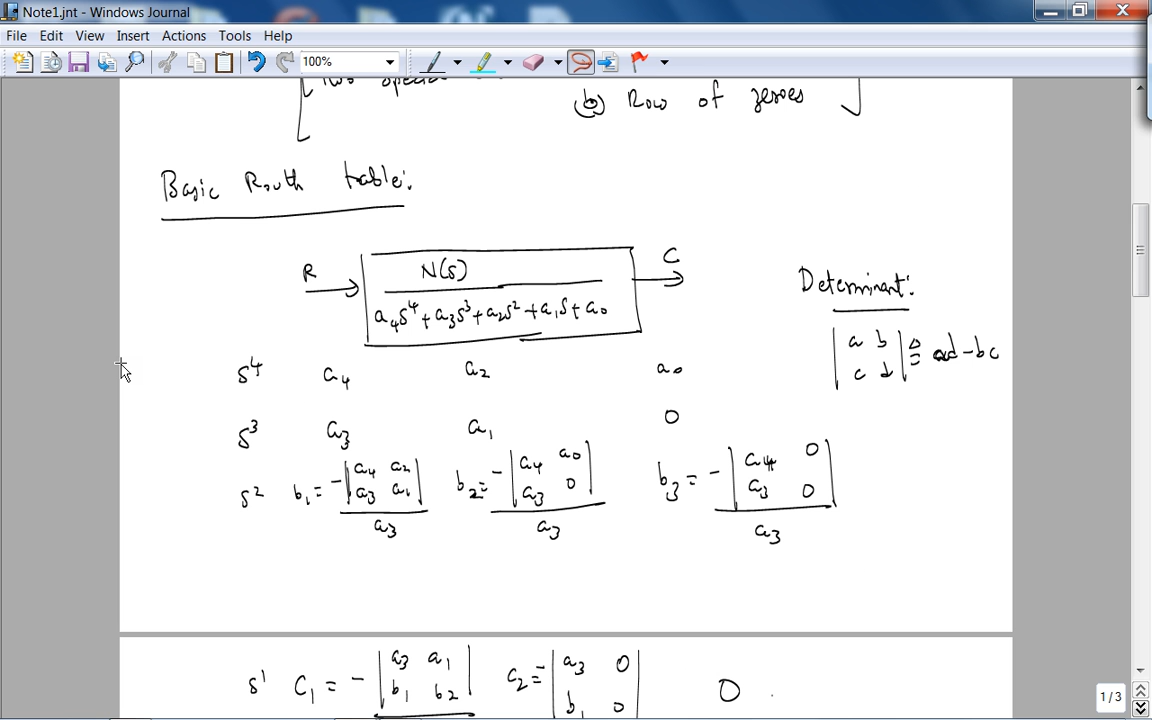 Note1.jnt - Windows Journal
File Edit View Insert Actions Tools Help
100%
Two special
(b) Row of zeroes
Basic Routh table:
R N(s) C
a₄s⁴+a₃s³+a₂s²+a₁s+a₀
Determinant:
|a b| ≜ ad-bc
|c d|
s⁴ a₄ a₂ a₀
s³ a₃ a₁ 0
s² b₁ = -|a₄ a₂| b₂= -|a₄ a₀| b₃ = -|a₄ 0|
|a₃ a₁| |a₃ 0| |a₃ 0|
a₃ a₃ a₃
s¹ C₁ = -|a₃ a₁| c₂= -|a₃ 0| 0
|b₁ b₂| |b₁ 0|
1 / 3